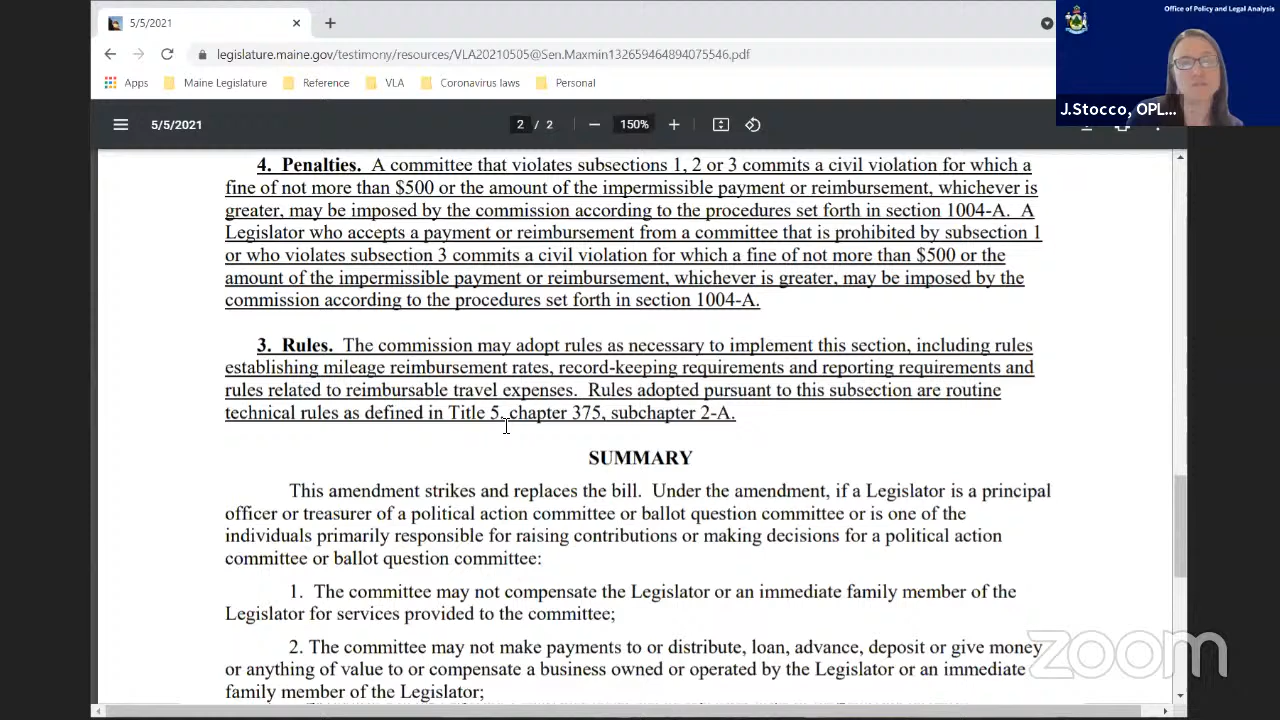 5/5/2021
Office of Policy and Legal Analysis
legislature.maine.gov/testimony/resources/VLA20210505@Sen.Maxmin132659464894075546.pdf
Apps Maine Legislature Reference VLA Coronavirus laws Personal
J.Stocco, OPL...
5/5/2021 2 / 2 150%
4. Penalties. A committee that violates subsections 1, 2 or 3 commits a civil violation for which a
fine of not more than $500 or the amount of the impermissible payment or reimbursement, whichever is
greater, may be imposed by the commission according to the procedures set forth in section 1004-A. A
Legislator who accepts a payment or reimbursement from a committee that is prohibited by subsection 1
or who violates subsection 3 commits a civil violation for which a fine of not more than $500 or the
amount of the impermissible payment or reimbursement, whichever is greater, may be imposed by the
commission according to the procedures set forth in section 1004-A.
3. Rules. The commission may adopt rules as necessary to implement this section, including rules
establishing mileage reimbursement rates, record-keeping requirements and reporting requirements and
rules related to reimbursable travel expenses. Rules adopted pursuant to this subsection are routine
technical rules as defined in Title 5, chapter 375, subchapter 2-A.
SUMMARY
This amendment strikes and replaces the bill. Under the amendment, if a Legislator is a principal
officer or treasurer of a political action committee or ballot question committee or is one of the
individuals primarily responsible for raising contributions or making decisions for a political action
committee or ballot question committee:
1. The committee may not compensate the Legislator or an immediate family member of the
Legislator for services provided to the committee;
2. The committee may not make payments to or distribute, loan, advance, deposit or give money
or anything of value to or compensate a business owned or operated by the Legislator or an immediate
family member of the Legislator;
zoom